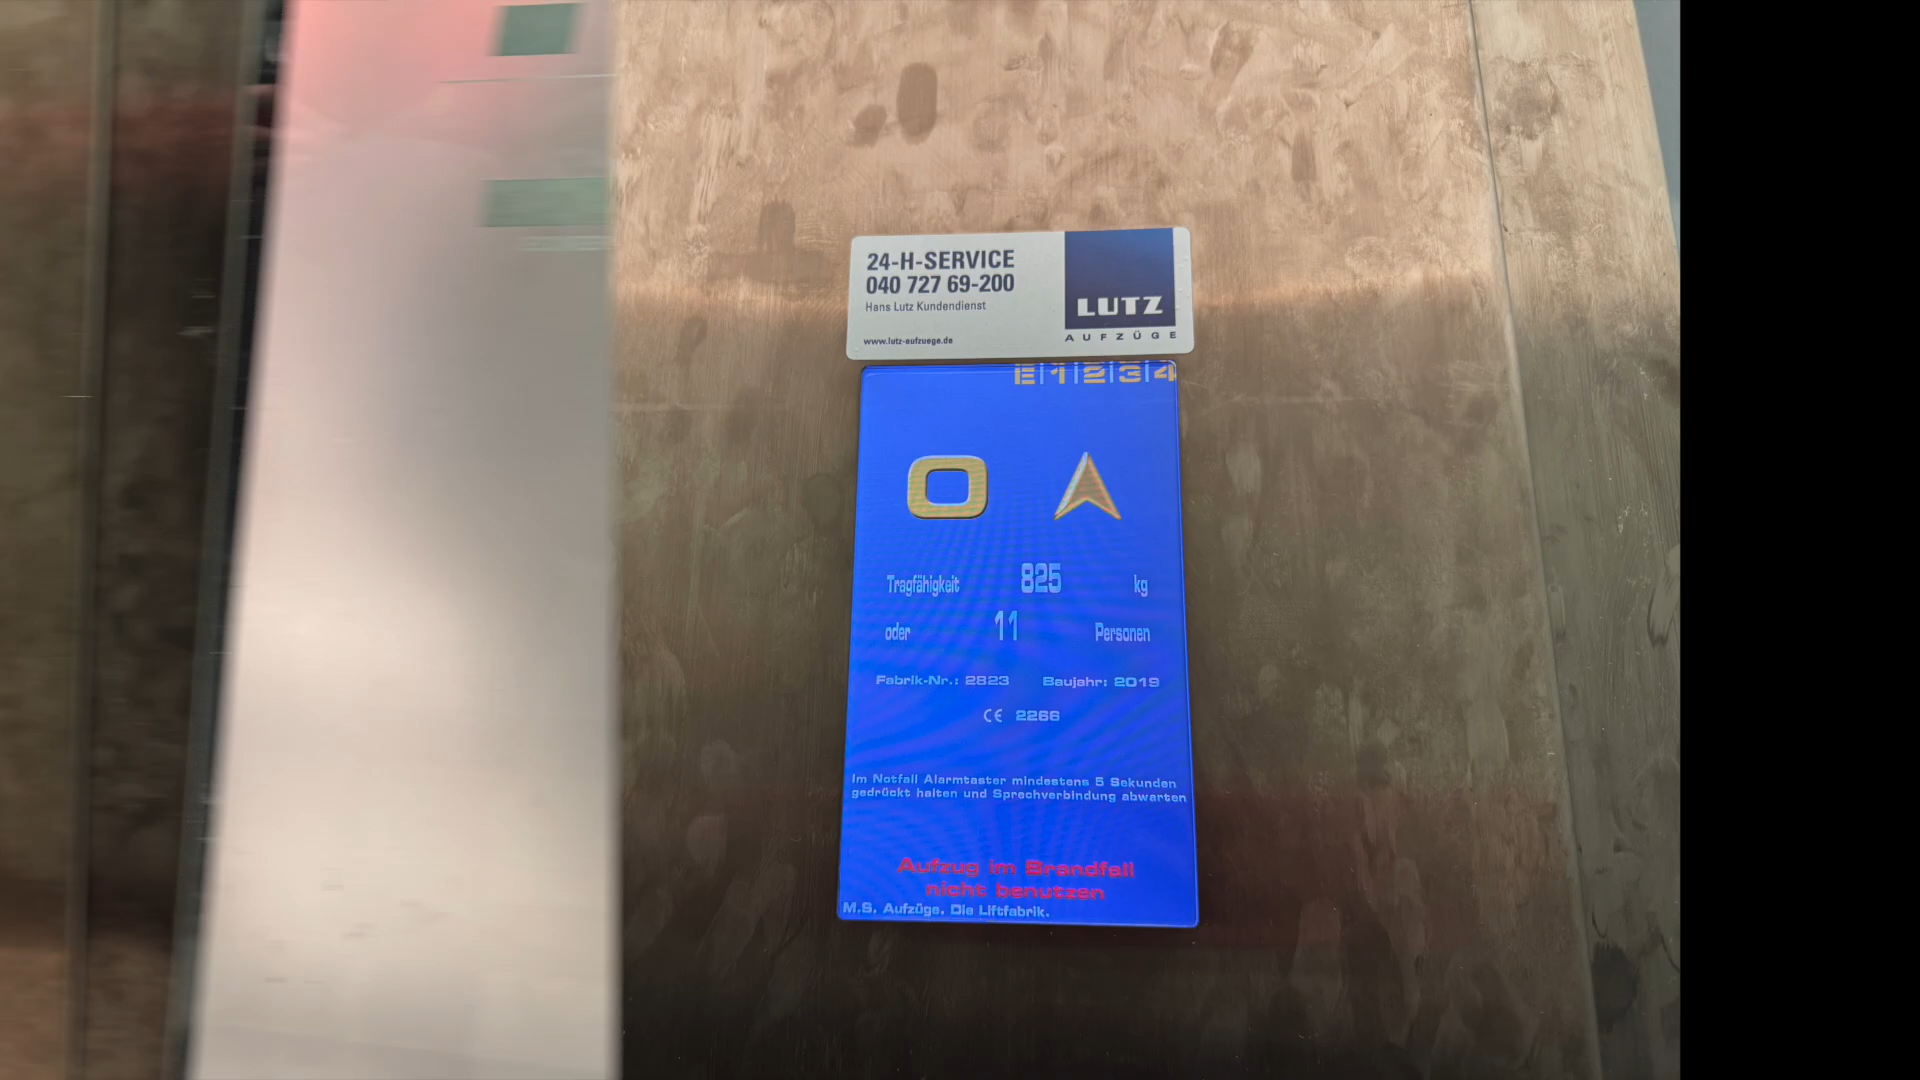 24-H-SERVICE
040 727 69-200
Hans Lutz Kundendienst
www.lutz-aufzuege.de
LUTZ
AUFZÜGE
E|1|2|3|4
0
Tragfähigkeit 825 kg
oder 11 Personen
Fabrik-Nr.: 2823 Baujahr: 2019
CE 2266
Im Notfall Alarmtaster mindestens 5 Sekunden
gedrückt halten und Sprechverbindung abwarten
Aufzug im Brandfall
nicht benutzen
M.S. Aufzüge. Die Liftfabrik.